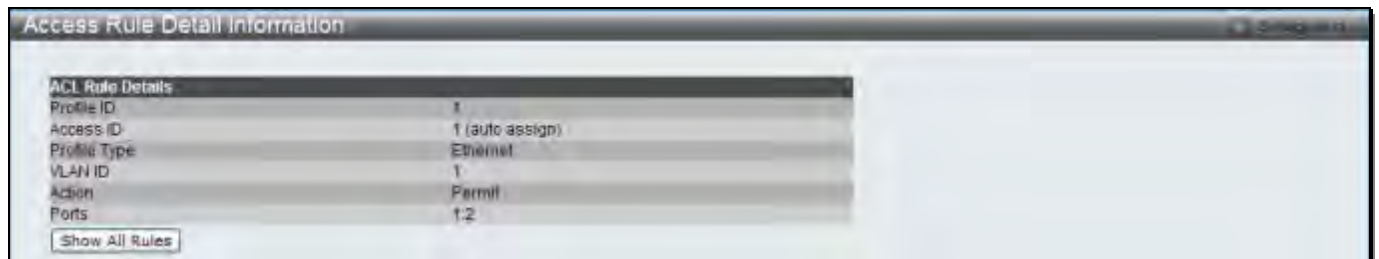 Access Rule Detail Information
ACL Rule Details
Profile ID 1
Access ID 1 (auto assign)
Profile Type Ethernet
VLAN ID 1
Action Permit
Ports 1:2
Show All Rules